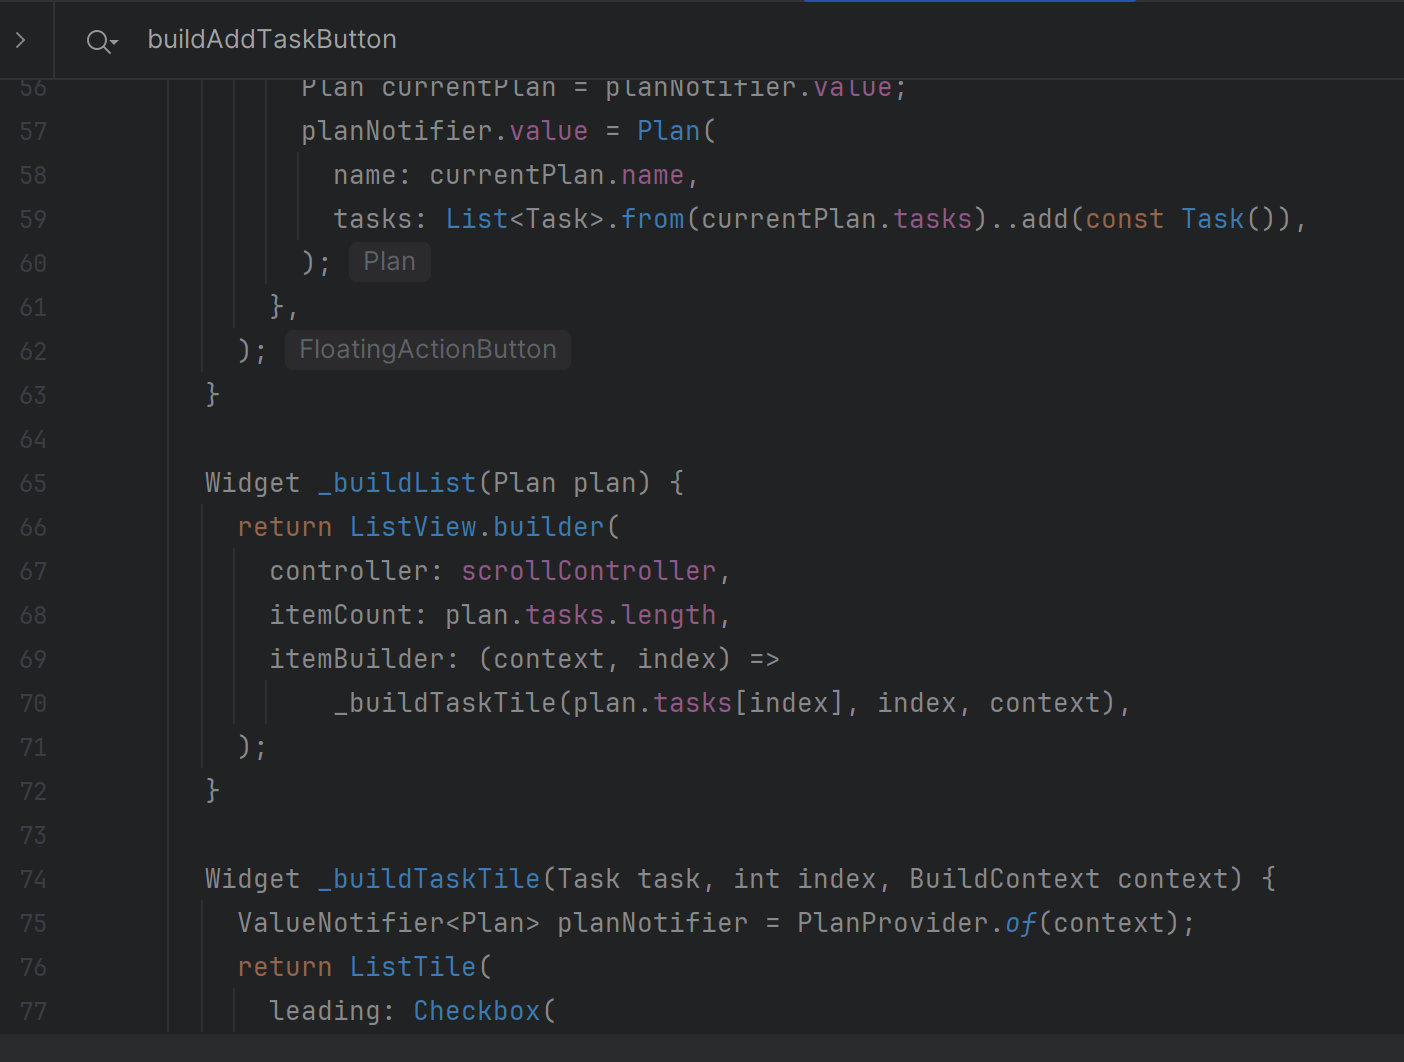 buildAddTaskButton
56 Plan currentPlan = planNotifier.value;
57 planNotifier.value = Plan(
58 name: currentPlan.name,
59 tasks: List<Task>.from(currentPlan.tasks)..add(const Task()),
60 ); Plan
61 },
62 ); FloatingActionButton
63 }
64
65 Widget _buildList(Plan plan) {
66 return ListView.builder(
67 controller: scrollController,
68 itemCount: plan.tasks.length,
69 itemBuilder: (context, index) =>
70 _buildTaskTile(plan.tasks[index], index, context),
71 );
72 }
73
74 Widget _buildTaskTile(Task task, int index, BuildContext context) {
75 ValueNotifier<Plan> planNotifier = PlanProvider.of(context);
76 return ListTile(
77 leading: Checkbox(